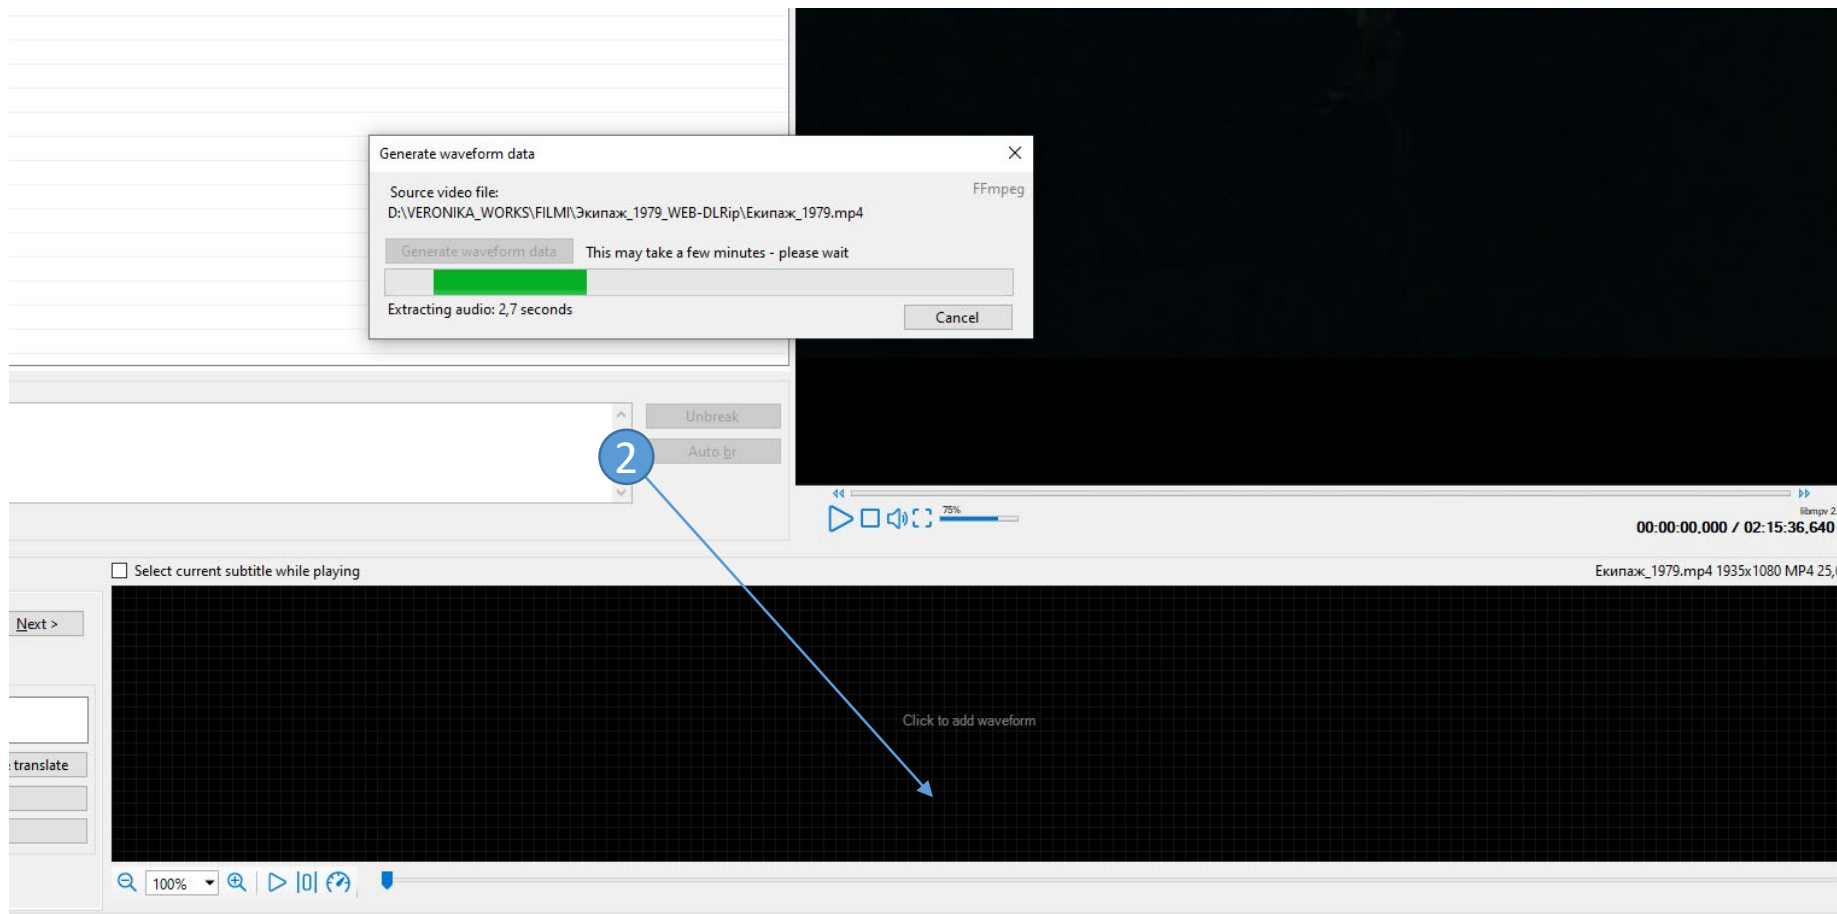 Generate waveform data
Source video file:
FFmpeg
D:\VERONIKA_WORKS\FILMI\Экипаж_1979_WEB-DLRip\Екипаж_1979.mp4
Generate waveform data
This may take a few minutes - please wait
Extracting audio: 2,7 seconds
Cancel
Unbreak
Auto br
2
75%
libmpv 2
00:00:00,000 / 02:15:36,640
Select current subtitle while playing
Екипаж_1979.mp4 1935x1080 MP4 25,
Next >
Click to add waveform
translate
100%